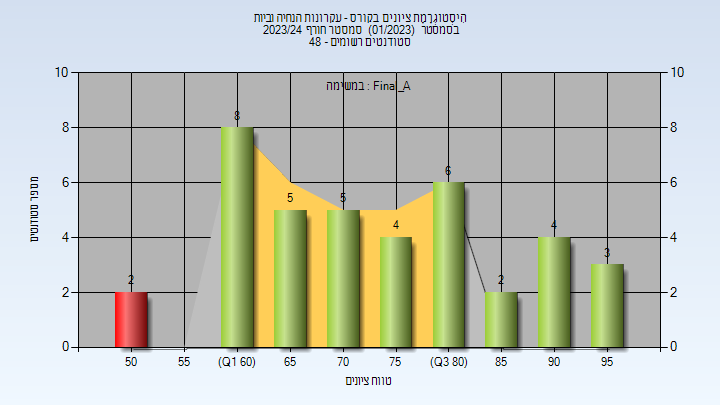 היסטוגרמת ציונים בקורס - עקרונות הנחיה וביות
בסמסטר (01/2023) סמסטר חורף 2023/24
סטודנטים רשומים - 48
במשימה : Final_A
10 10
8 8
6 6
4 4
2 2
0 0
2 8 5 5 4 6 2 4 3
50 55 (Q1 60) 65 70 75 (Q3 80) 85 90 95
טווח ציונים
מספר סטודנטים